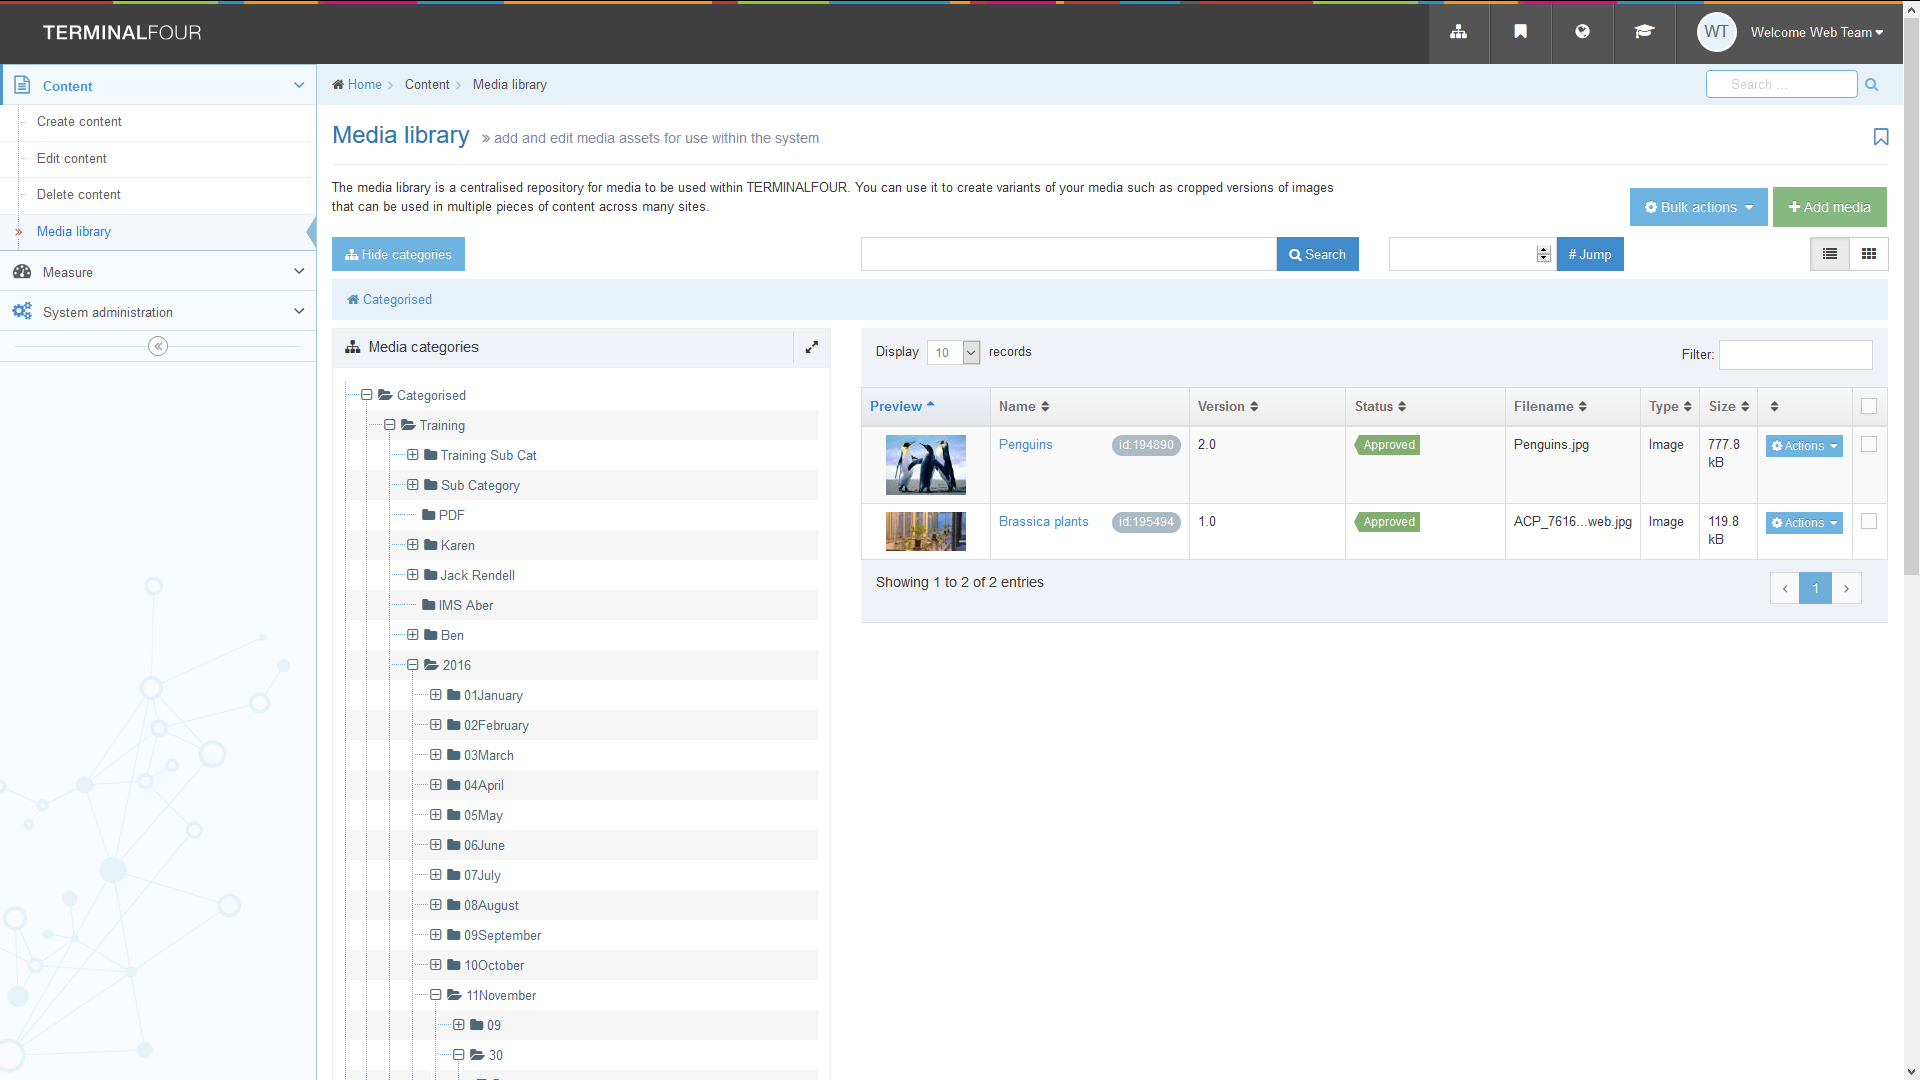 TERMINALFOUR
WT Welcome Web Team
Content
Create content
Edit content
Delete content
Media library
Measure
System administration
Home Content Media library
Search ...
Media library » add and edit media assets for use within the system
The media library is a centralised repository for media to be used within TERMINALFOUR. You can use it to create variants of your media such as cropped versions of images
that can be used in multiple pieces of content across many sites.
Bulk actions
Add media
Hide categories
Search
# Jump
Categorised
Media categories
Categorised
Training
Training Sub Cat
Sub Category
PDF
Karen
Jack Rendell
IMS Aber
Ben
2016
01January
02February
03March
04April
05May
06June
07July
08August
09September
10October
11November
09
30
Display 10 records
Filter:
Preview Name Version Status Filename Type Size
Penguins id:194890 2.0 Approved Penguins.jpg Image 777.8 Actions
kB
Brassica plants id:195494 1.0 Approved ACP_7616...web.jpg Image 119.8 Actions
kB
Showing 1 to 2 of 2 entries
‹ 1 ›